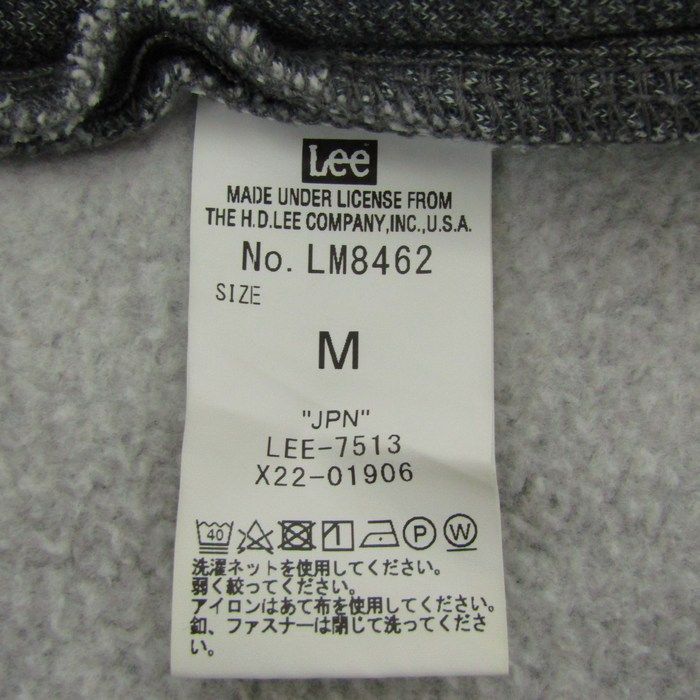 Lee
MADE UNDER LICENSE FROM
THE H.D.LEE COMPANY,INC.,U.S.A.
No. LM8462
SIZE
M
"JPN"
LEE-7513
X22-01906
40 1 P W
洗濯ネットを使用してください。
弱く絞ってください。
アイロンはあて布を使用してください。
釦、ファスナーは閉じて洗ってくださ
い。